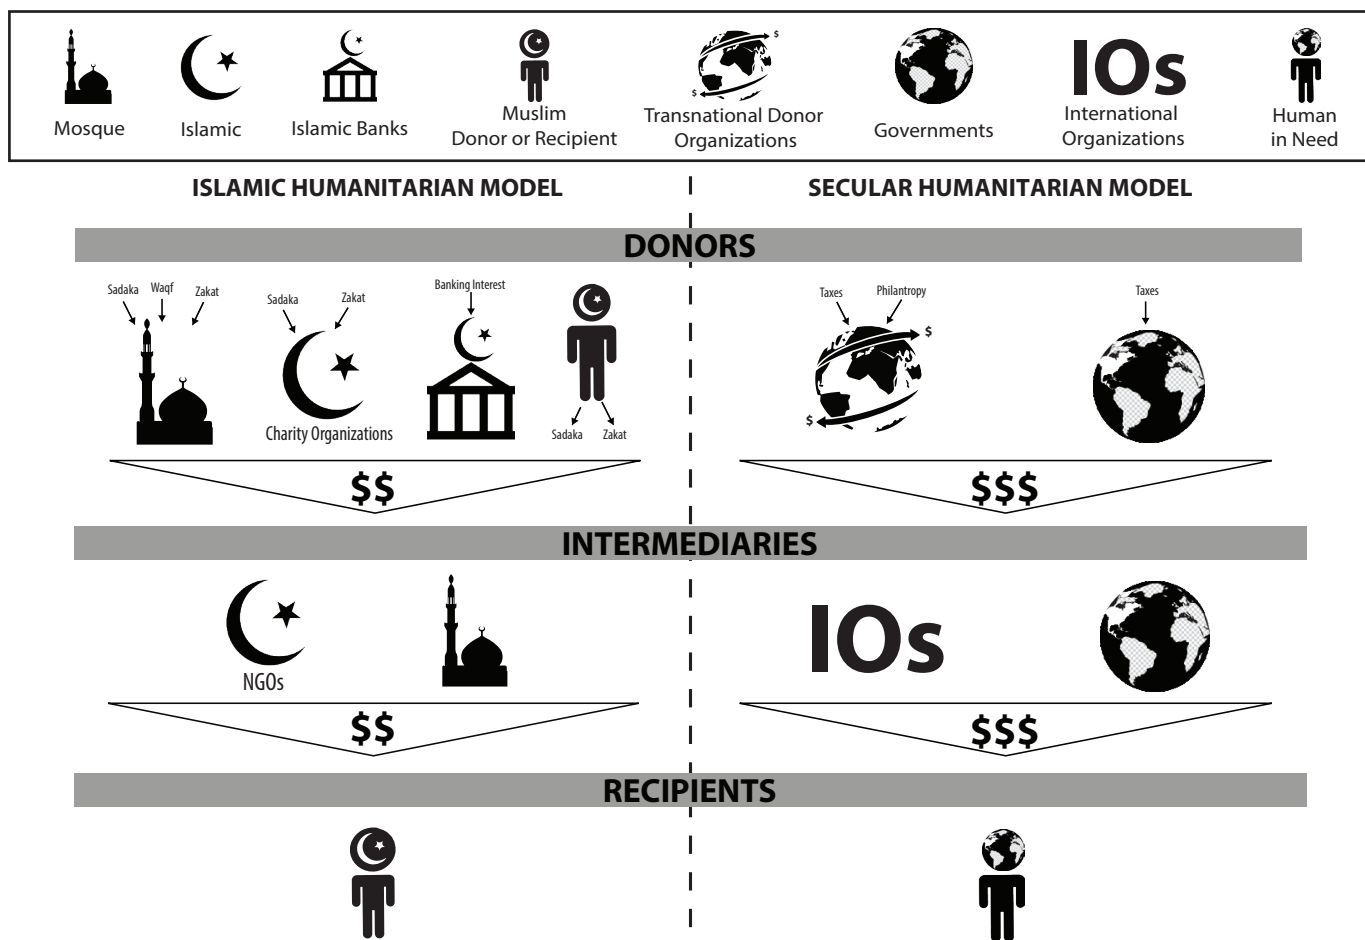 $
$
IOs
Mosque
Islamic
Islamic Banks
Muslim
Donor or Recipient
Transnational Donor
Organizations
Governments
International
Organizations
Human
in Need
ISLAMIC HUMANITARIAN MODEL
SECULAR HUMANITARIAN MODEL
DONORS
Sadaka
Waqf
Zakat
Sadaka
Zakat
Charity Organizations
Banking Interest
Sadaka
Zakat
Taxes
Philantropy
$
$
Taxes
$$
$$$
INTERMEDIARIES
NGOs
IOs
$$
$$$
RECIPIENTS